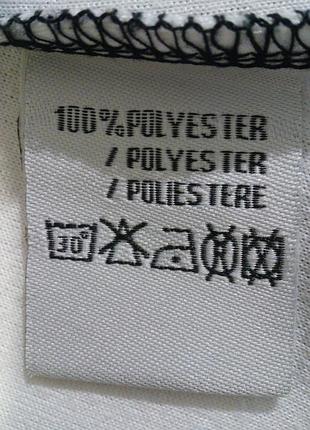 100%POLYESTER
/ POLYESTER
/ POLIESTERE
30°